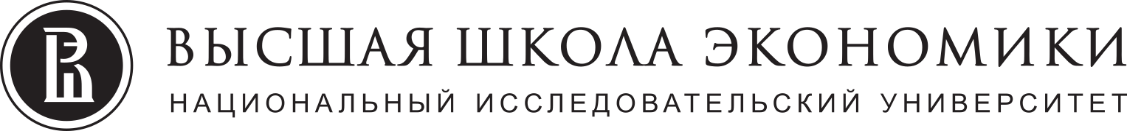 ВЫСШАЯ ШКОЛА ЭКОНОМИКИ
НАЦИОНАЛЬНЫЙ ИССЛЕДОВАТЕЛЬСКИЙ УНИВЕРСИТЕТ